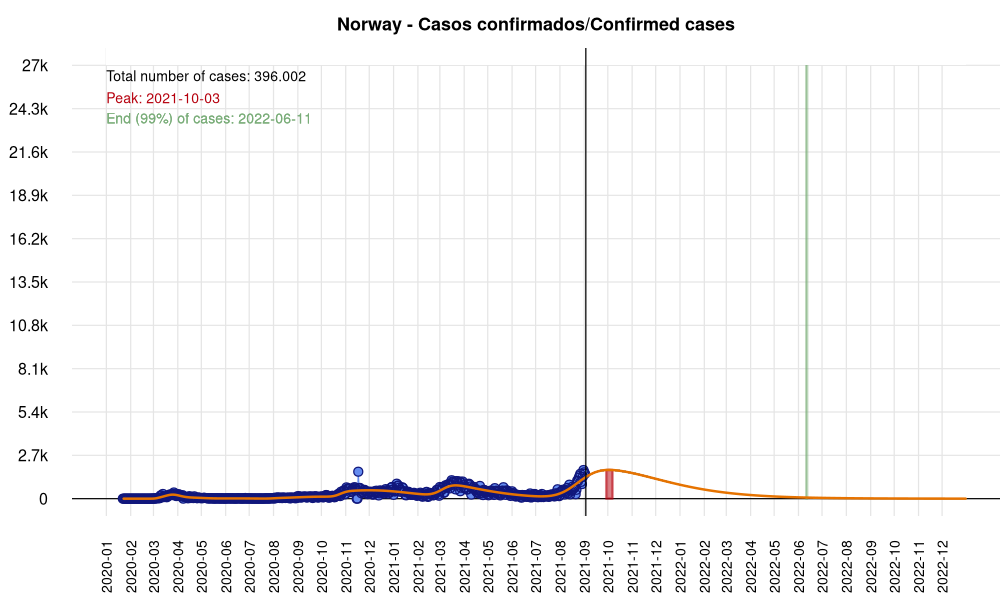 Norway - Casos confirmados/Confirmed cases
Total number of cases: 396.002
Peak: 2021-10-03
End (99%) of cases: 2022-06-11
27k
24.3k
21.6k
18.9k
16.2k
13.5k
10.8k
8.1k
5.4k
2.7k
0
2020-01
2020-02
2020-03
2020-04
2020-05
2020-06
2020-07
2020-08
2020-09
2020-10
2020-11
2020-12
2021-01
2021-02
2021-03
2021-04
2021-05
2021-06
2021-07
2021-08
2021-09
2021-10
2021-11
2021-12
2022-01
2022-02
2022-03
2022-04
2022-05
2022-06
2022-07
2022-08
2022-09
2022-10
2022-11
2022-12